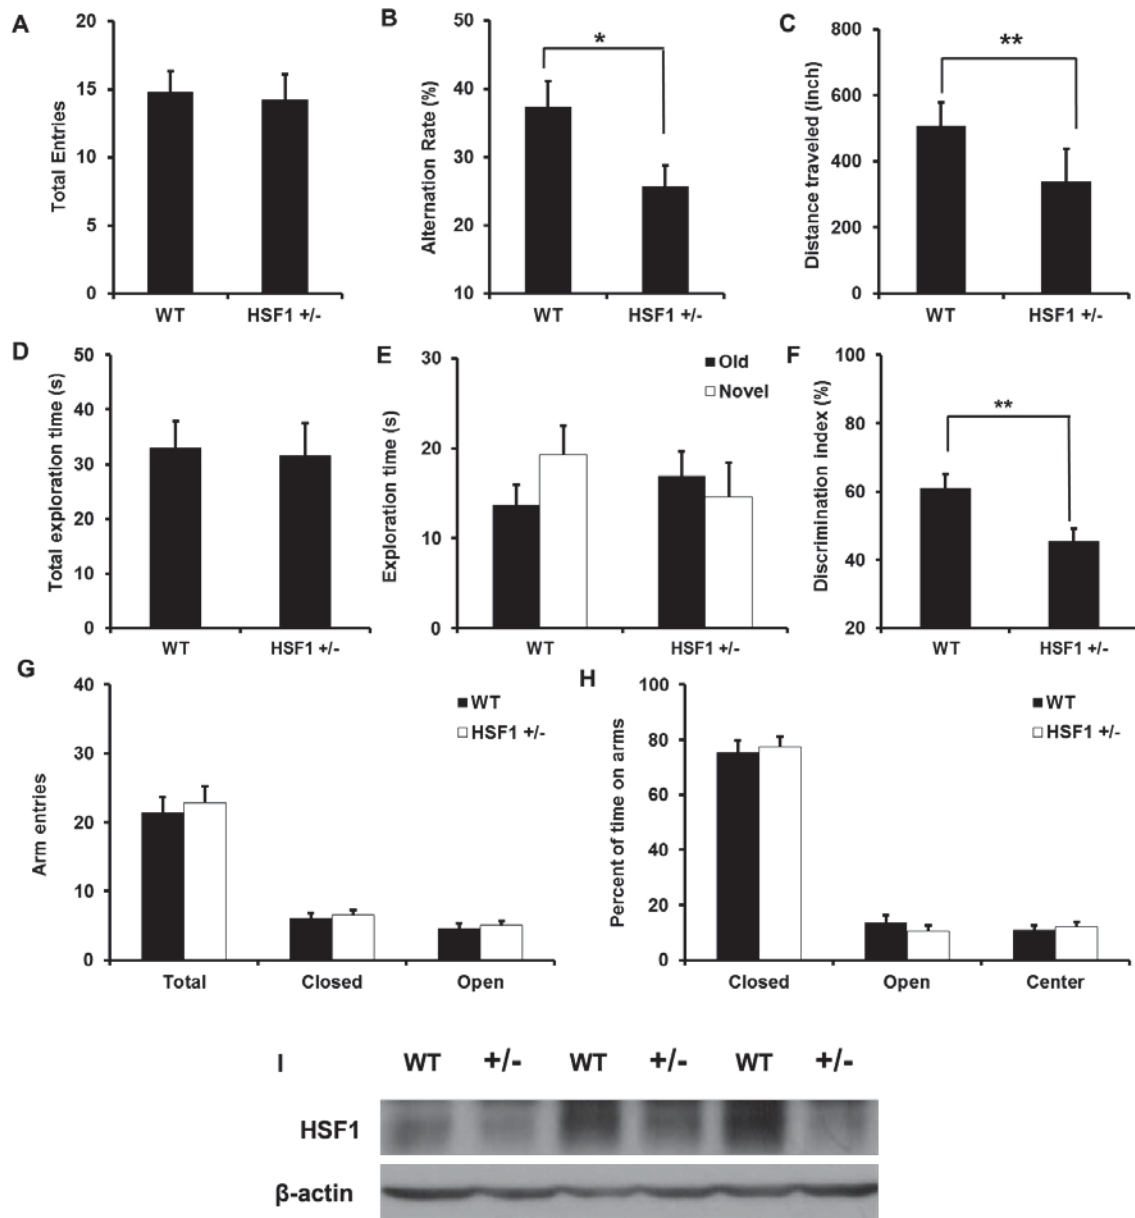 A
Total Entries
20
15
10
5
0
WT HSF1 +/-
B
Alternation Rate (%)
50
40
30
20
10
*
WT HSF1 +/-
C
Distance traveled (inch)
800
600
400
200
0
**
WT HSF1 +/-
D
Total exploration time (s)
50
40
30
20
10
0
WT HSF1 +/-
E
Exploration time (s)
30
20
10
0
Old
Novel
WT HSF1 +/-
F
Discrimination index (%)
100
80
60
40
20
**
WT HSF1 +/-
G
Arm entries
40
30
20
10
0
WT
HSF1 +/-
Total Closed Open
H
Percent of time on arms
100
80
60
40
20
0
WT
HSF1 +/-
Closed Open Center
I WT +/- WT +/- WT +/-
HSF1
β-actin